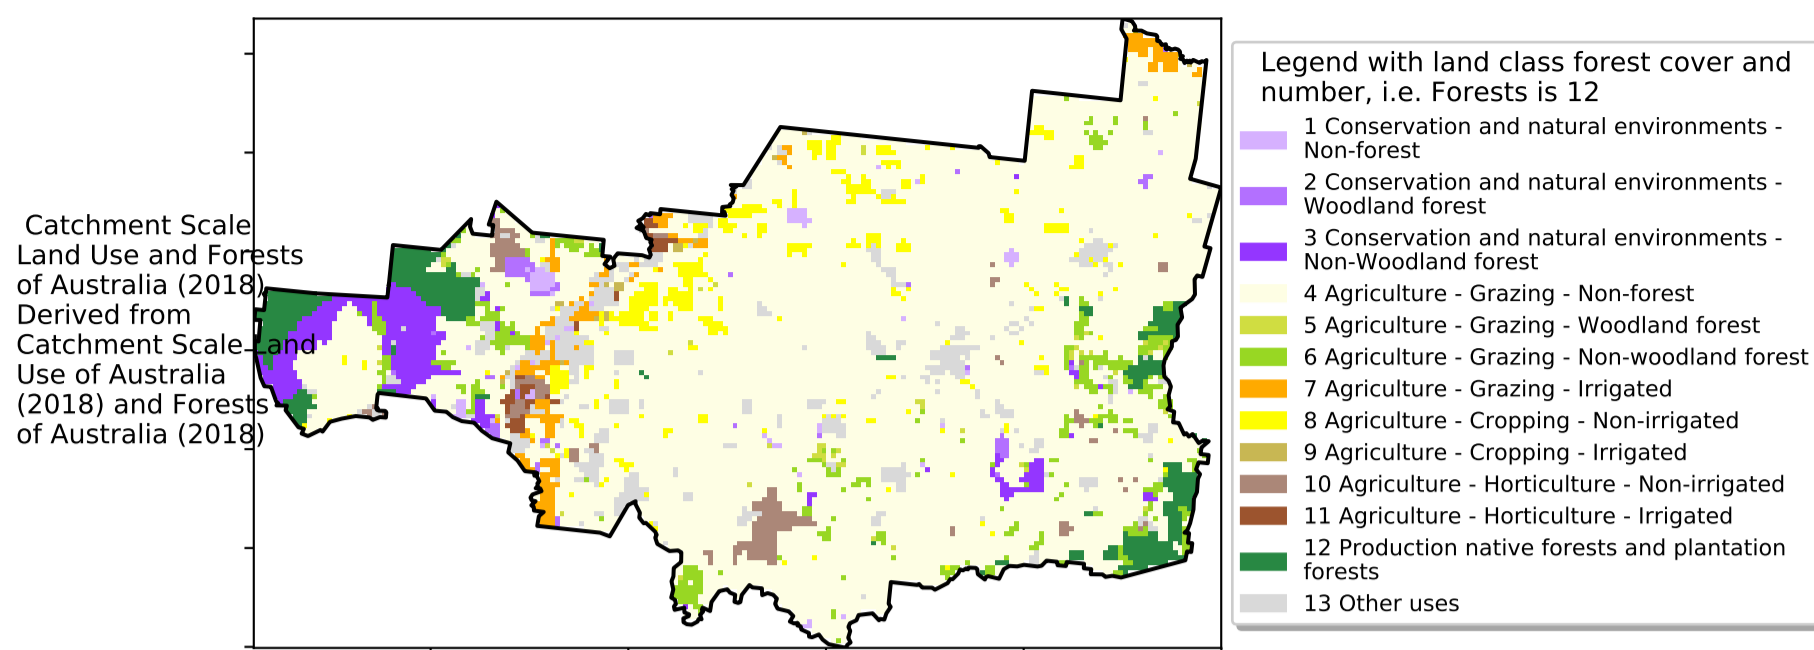 Catchment Scale
Land Use and Forests
of Australia (2018)
Derived from
Catchment Scale Land
Use of Australia
(2018) and Forests
of Australia (2018)
Legend with land class forest cover and
number, i.e. Forests is 12
1 Conservation and natural environments -
Non-forest
2 Conservation and natural environments -
Woodland forest
3 Conservation and natural environments -
Non-Woodland forest
4 Agriculture - Grazing - Non-forest
5 Agriculture - Grazing - Woodland forest
6 Agriculture - Grazing - Non-woodland forest
7 Agriculture - Grazing - Irrigated
8 Agriculture - Cropping - Non-irrigated
9 Agriculture - Cropping - Irrigated
10 Agriculture - Horticulture - Non-irrigated
11 Agriculture - Horticulture - Irrigated
12 Production native forests and plantation
forests
13 Other uses